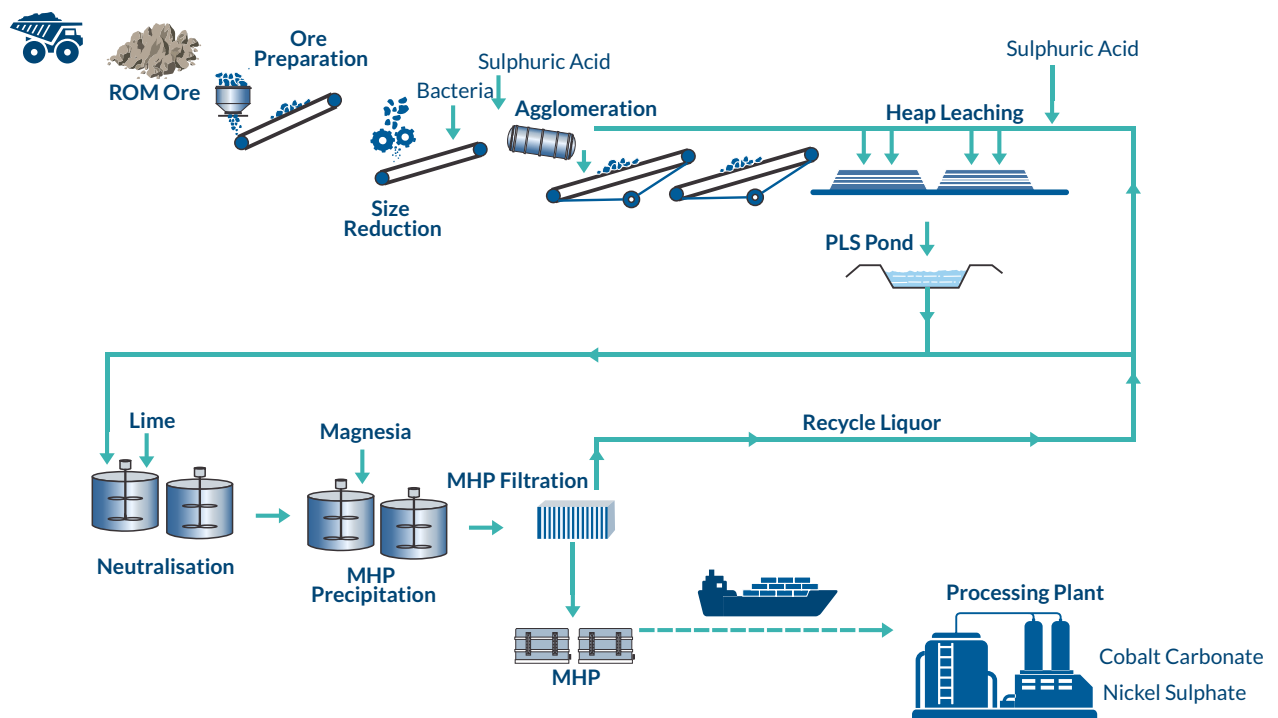 ROM Ore
Ore
Preparation
Size
Reduction
Bacteria
Sulphuric Acid
Agglomeration
Heap Leaching
Sulphuric Acid
PLS Pond
Lime
Neutralisation
Magnesia
MHP
Precipitation
MHP Filtration
Recycle Liquor
MHP
Processing Plant
Cobalt Carbonate
Nickel Sulphate